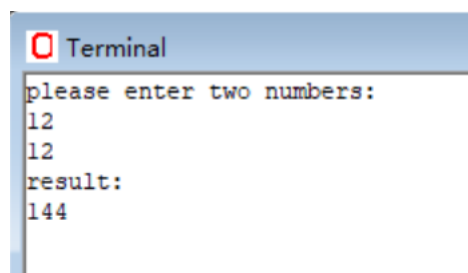 Terminal
please enter two numbers:
12
12
result:
144